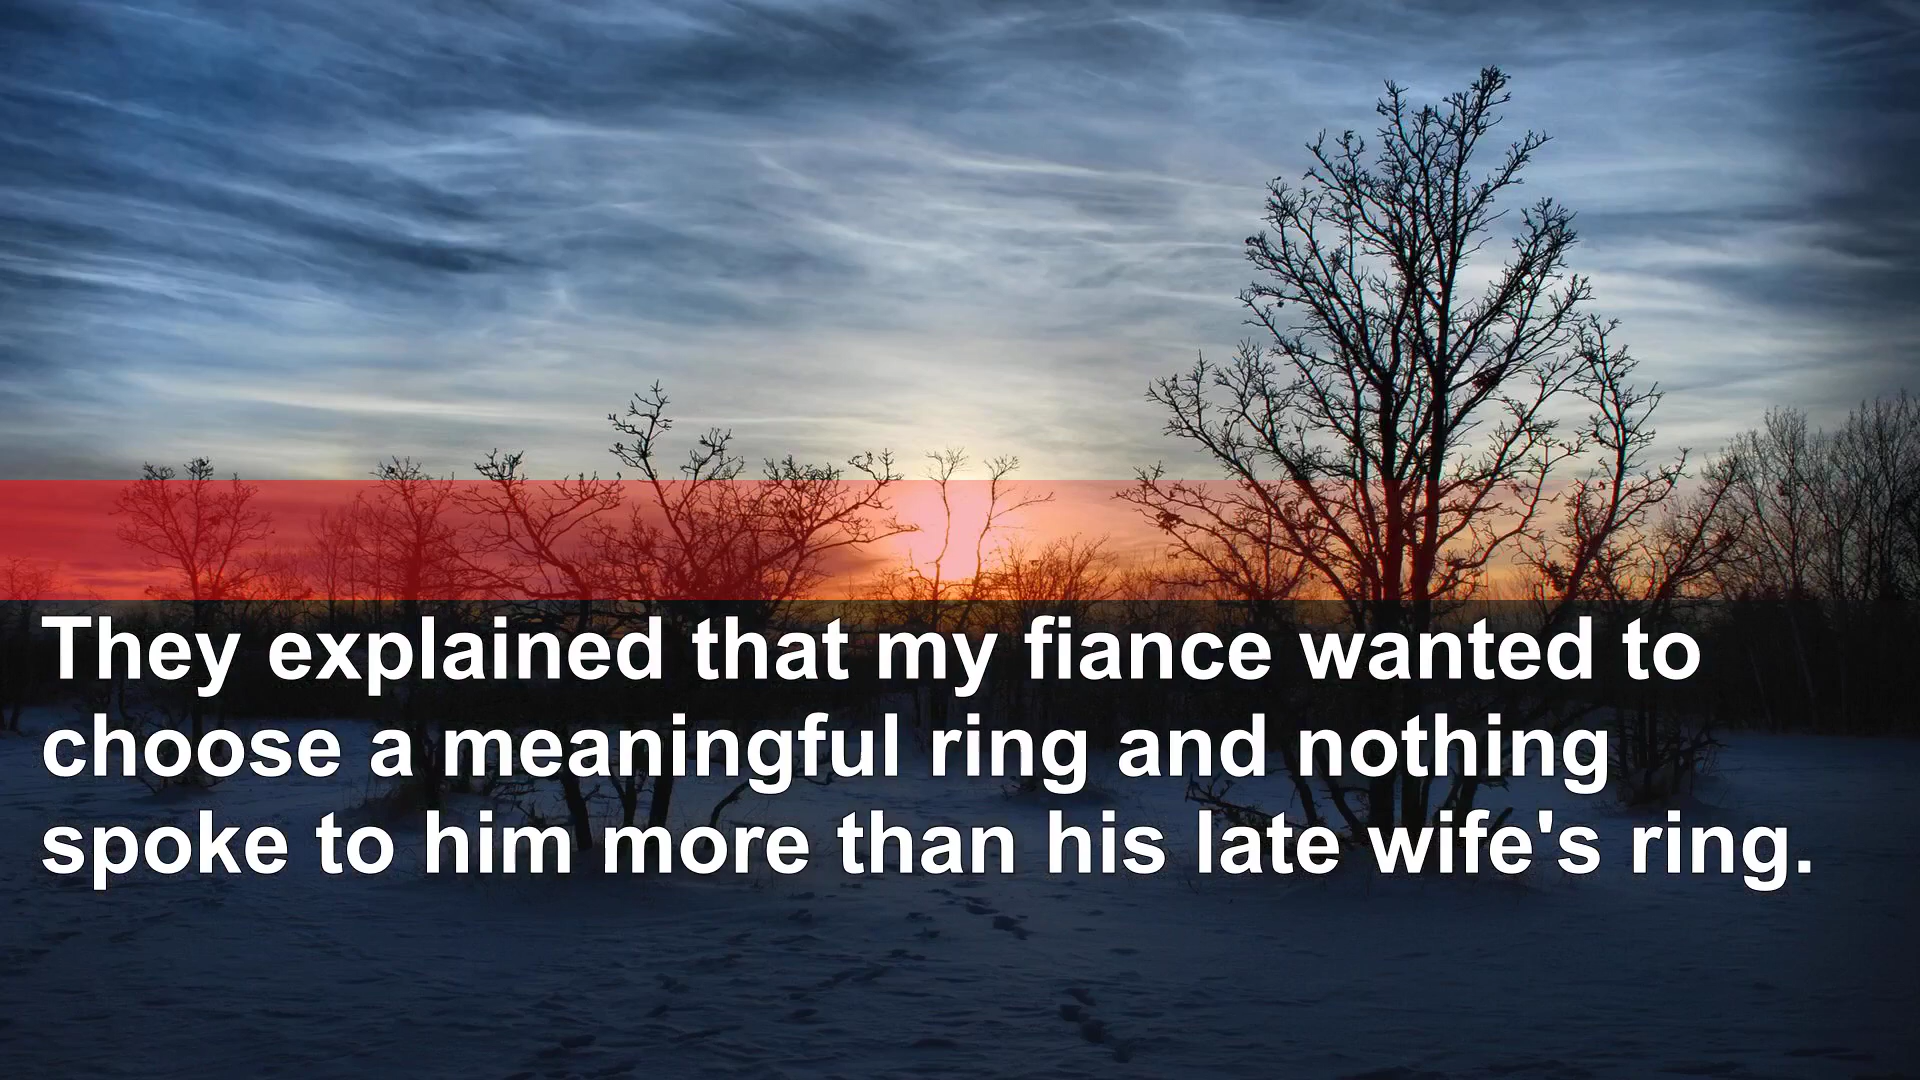 They explained that my fiance wanted to
choose a meaningful ring and nothing
spoke to him more than his late wife's ring.